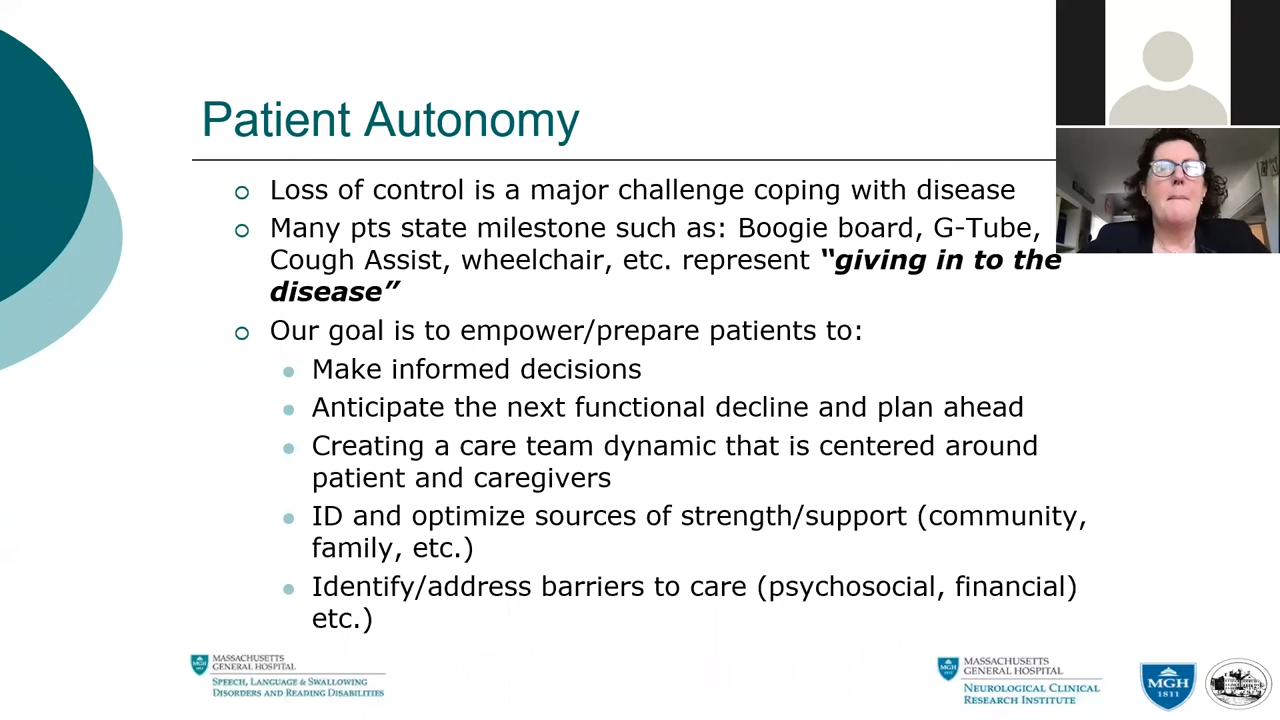 Patient Autonomy
Loss of control is a major challenge coping with disease
Many pts state milestone such as: Boogie board, G-Tube,
Cough Assist, wheelchair, etc. represent “giving in to the
disease”
Our goal is to empower/prepare patients to:
Make informed decisions
Anticipate the next functional decline and plan ahead
Creating a care team dynamic that is centered around
patient and caregivers
ID and optimize sources of strength/support (community,
family, etc.)
Identify/address barriers to care (psychosocial, financial)
etc.)
MGH
MASSACHUSETTS
GENERAL HOSPITAL
SPEECH, LANGUAGE & SWALLOWING
DISORDERS AND READING DISABILITIES
MGH
MASSACHUSETTS
GENERAL HOSPITAL
NEUROLOGICAL CLINICAL
RESEARCH INSTITUTE
MGH
1811